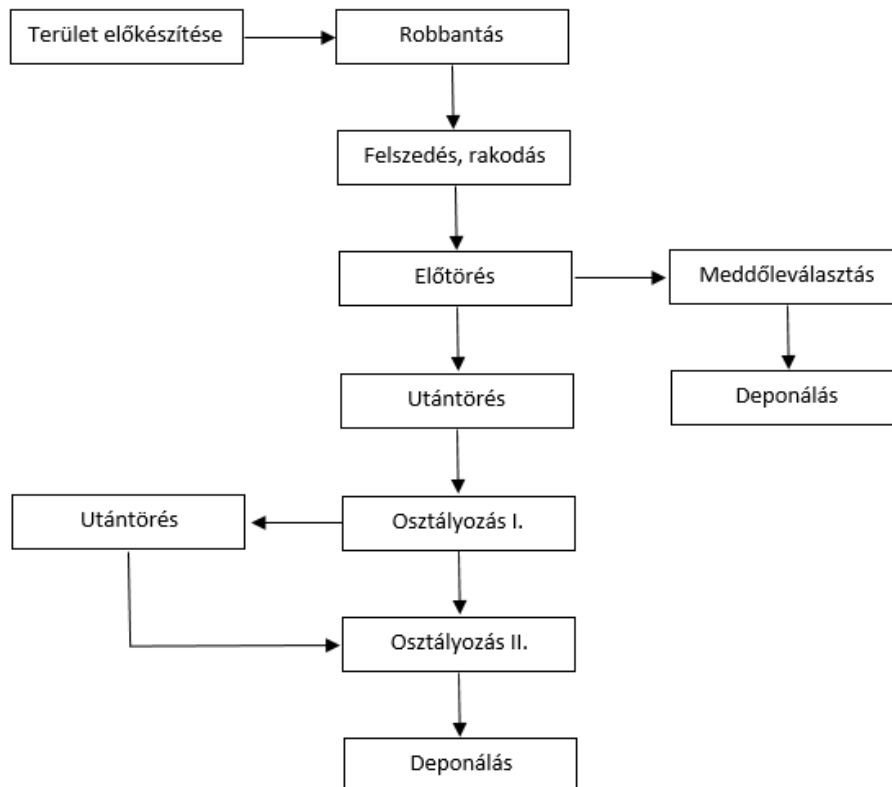 Terület előkészítése
Robbantás
Felszedés, rakodás
Előtörés
Meddőleválasztás
Utántörés
Deponálás
Utántörés
Osztályozás I.
Osztályozás II.
Deponálás